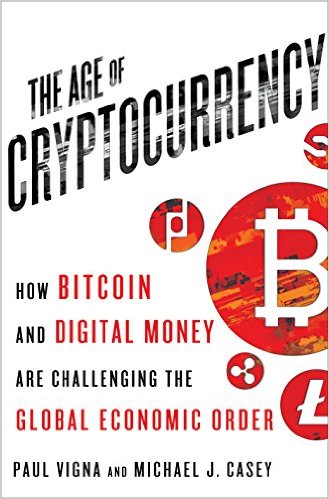 THE AGE OF
CRYPTOCURRENCY
HOW BITCOIN
AND DIGITAL MONEY
ARE CHALLENGING THE
GLOBAL ECONOMIC ORDER
PAUL VIGNA AND MICHAEL J. CASEY